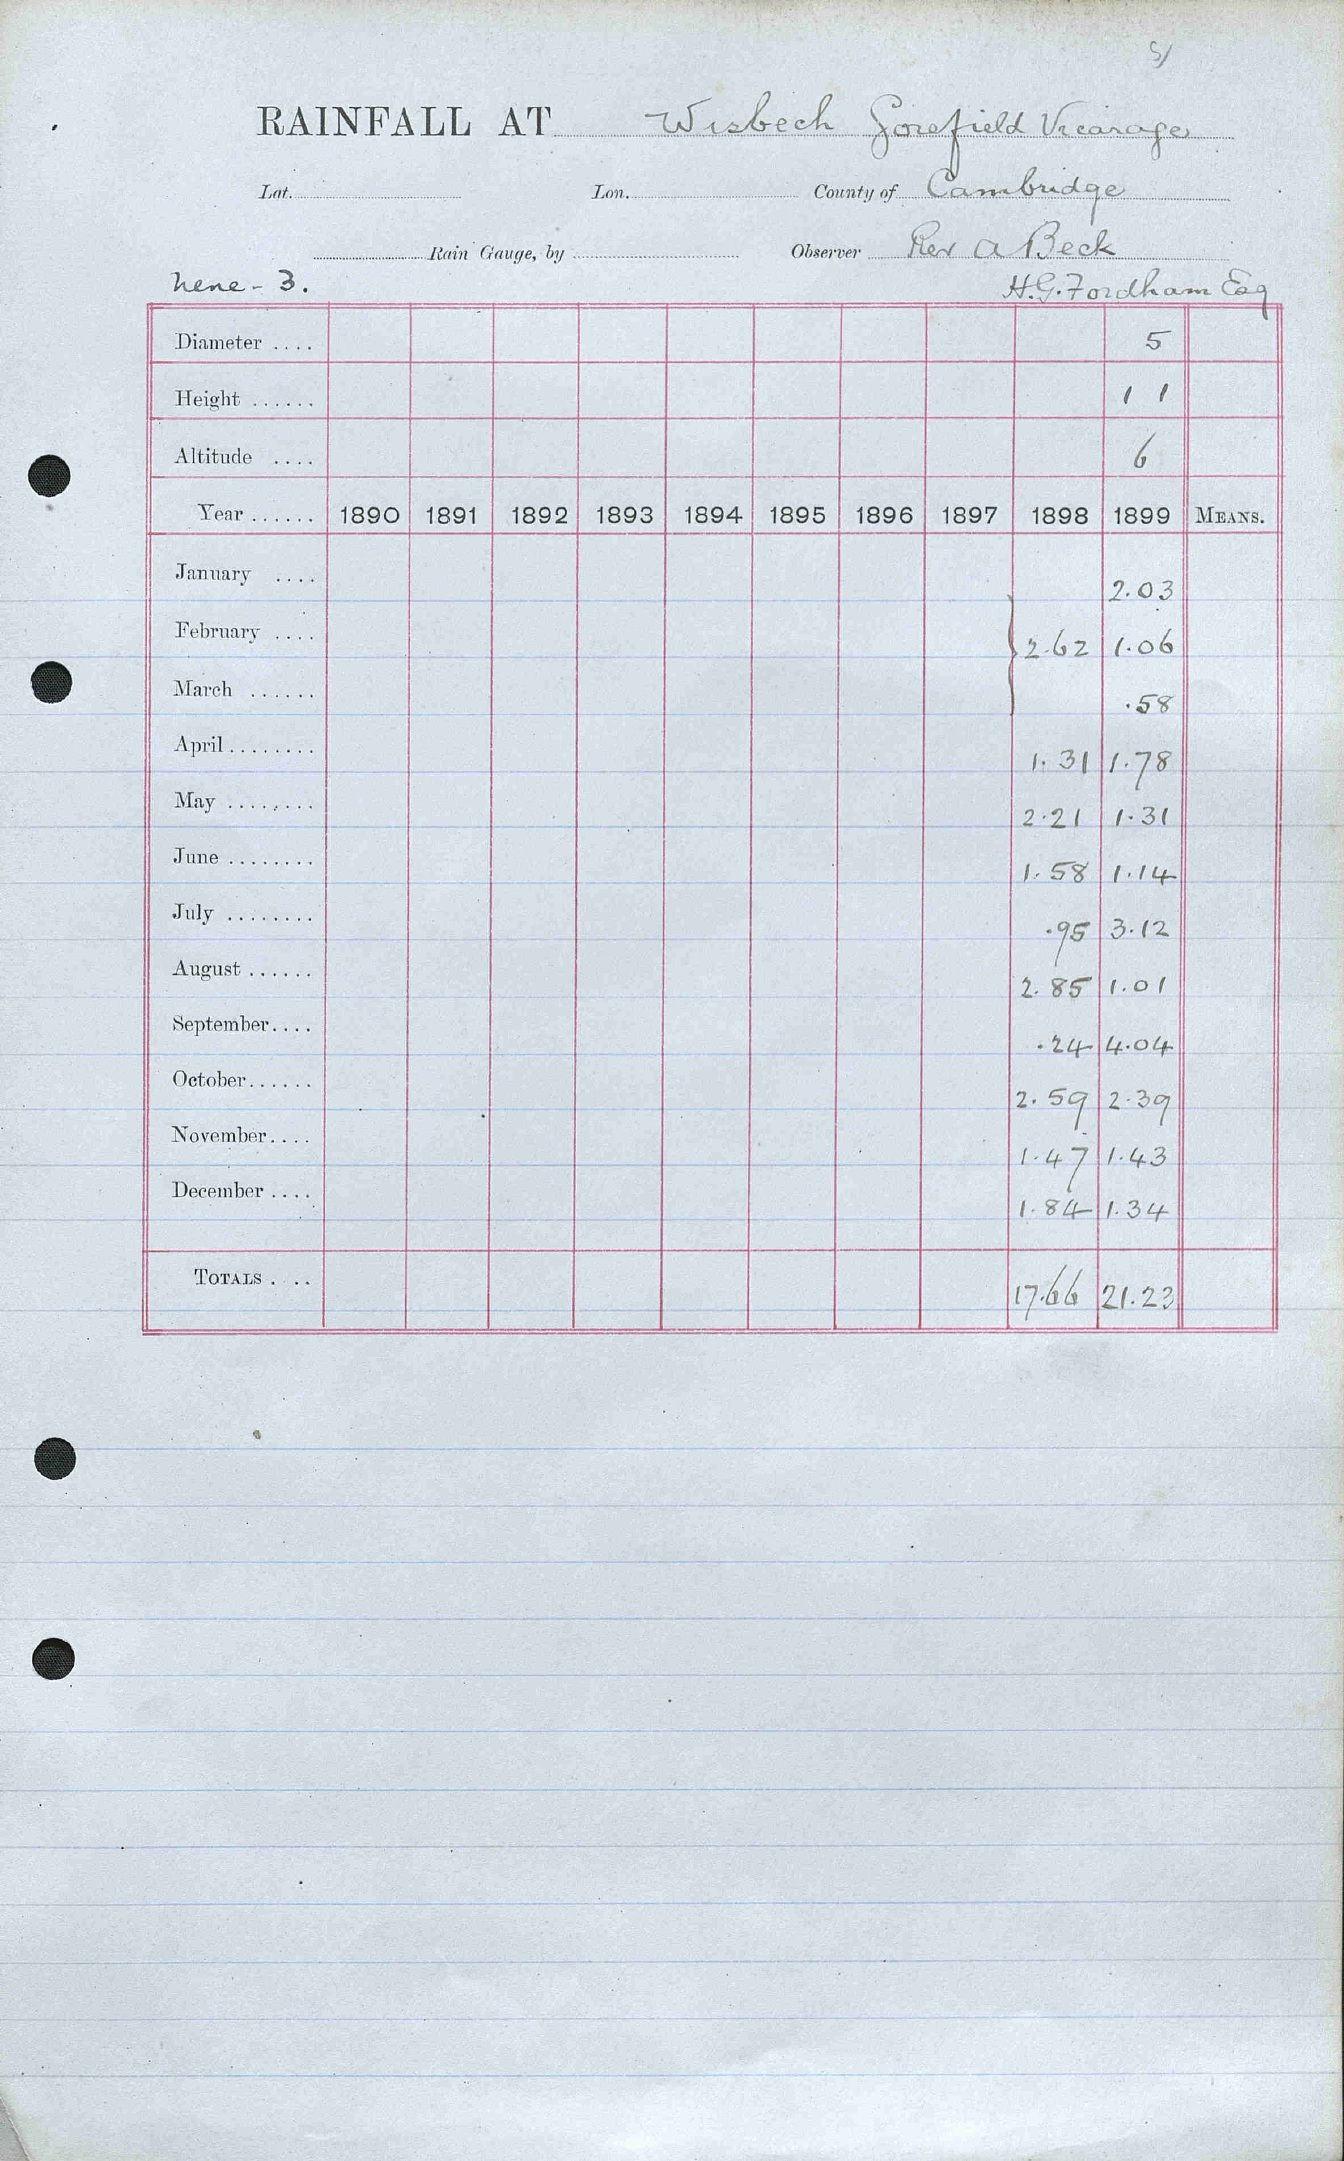 5/
RAINFALL AT Wisbech Gorefield Vicarage
Lat. Lon. County of Cambridge
Rain Gauge, by Observer Rev A Beck
Nene - 3. H.G. Fordham Esq
Diameter .... 5
Height ...... 1 1
Altitude .... 6
Year ...... 1890 1891 1892 1893 1894 1895 1896 1897 1898 1899 MEANS.
January .... 2.03
February .... } 2.62 1.06
March ...... .58
April ........ 1.31 1.78
May ........ 2.21 1.31
June ........ 1.58 1.14
July ........ .95 3.12
August ...... 2.85 1.01
September.... .24 4.04
October...... 2.59 2.39
November.... 1.47 1.43
December .... 1.84 1.34
TOTALS . .. 17.66 21.23